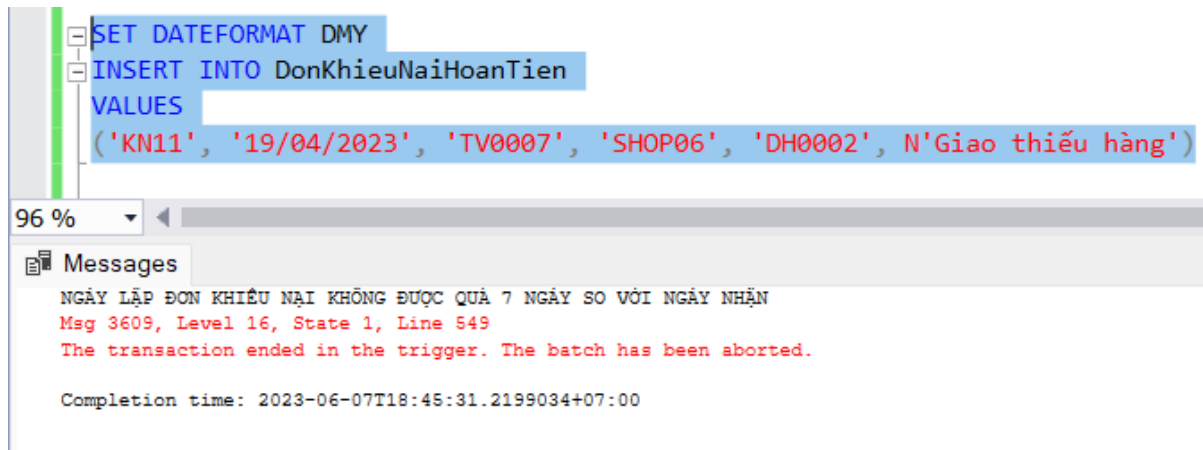 SET DATEFORMAT DMY
INSERT INTO DonKhieuNaiHoanTien
VALUES
('KN11', '19/04/2023', 'TV0007', 'SHOP06', 'DH0002', N'Giao thiếu hàng')
96 %
Messages
NGÀY LẬP ĐƠN KHIẾU NẠI KHÔNG ĐƯỢC QUÁ 7 NGÀY SO VỚI NGÀY NHẬN
Msg 3609, Level 16, State 1, Line 549
The transaction ended in the trigger. The batch has been aborted.
Completion time: 2023-06-07T18:45:31.2199034+07:00